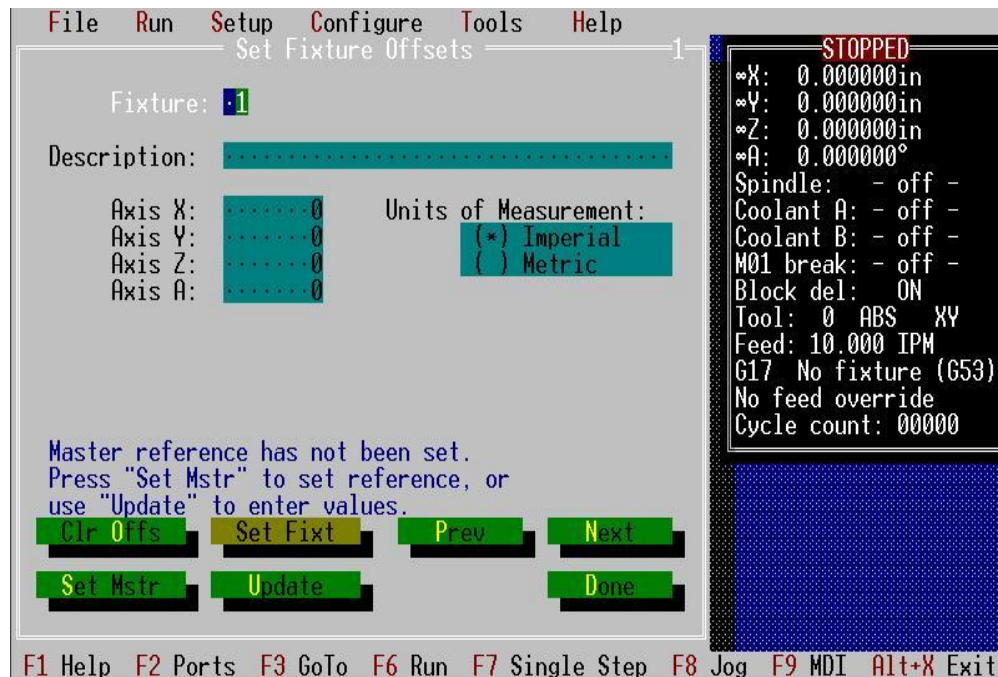 File Run Setup Configure Tools Help
Set Fixture Offsets 1
Fixture: ·1
Description:
Axis X: 0
Axis Y: 0
Axis Z: 0
Axis A: 0
Units of Measurement:
(*) Imperial
( ) Metric
Master reference has not been set.
Press "Set Mstr" to set reference, or
use "Update" to enter values.
Clr Offs Set Fixt Prev Next
Set Mstr Update Done
STOPPED
∞X: 0.000000in
∞Y: 0.000000in
∞Z: 0.000000in
∞A: 0.000000°
Spindle: - off -
Coolant A: - off -
Coolant B: - off -
M01 break: - off -
Block del: ON
Tool: 0 ABS XY
Feed: 10.000 IPM
G17 No fixture (G53)
No feed override
Cycle count: 00000
F1 Help F2 Ports F3 GoTo F6 Run F7 Single Step F8 Jog F9 MDI Alt+X Exit